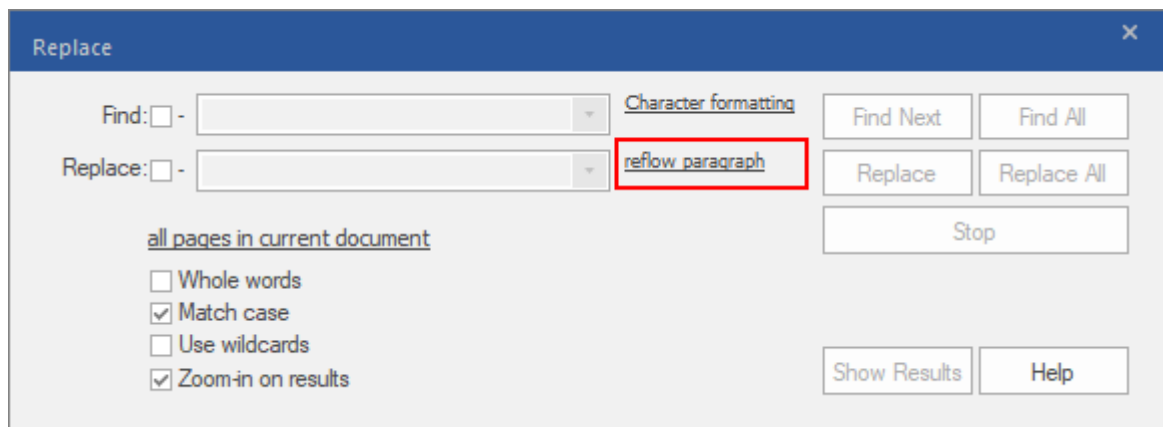 Replace ×
Find: - Character formatting Find Next Find All
Replace: - reflow paragraph Replace Replace All
all pages in current document Stop
Whole words
Match case
Use wildcards
Zoom-in on results Show Results Help